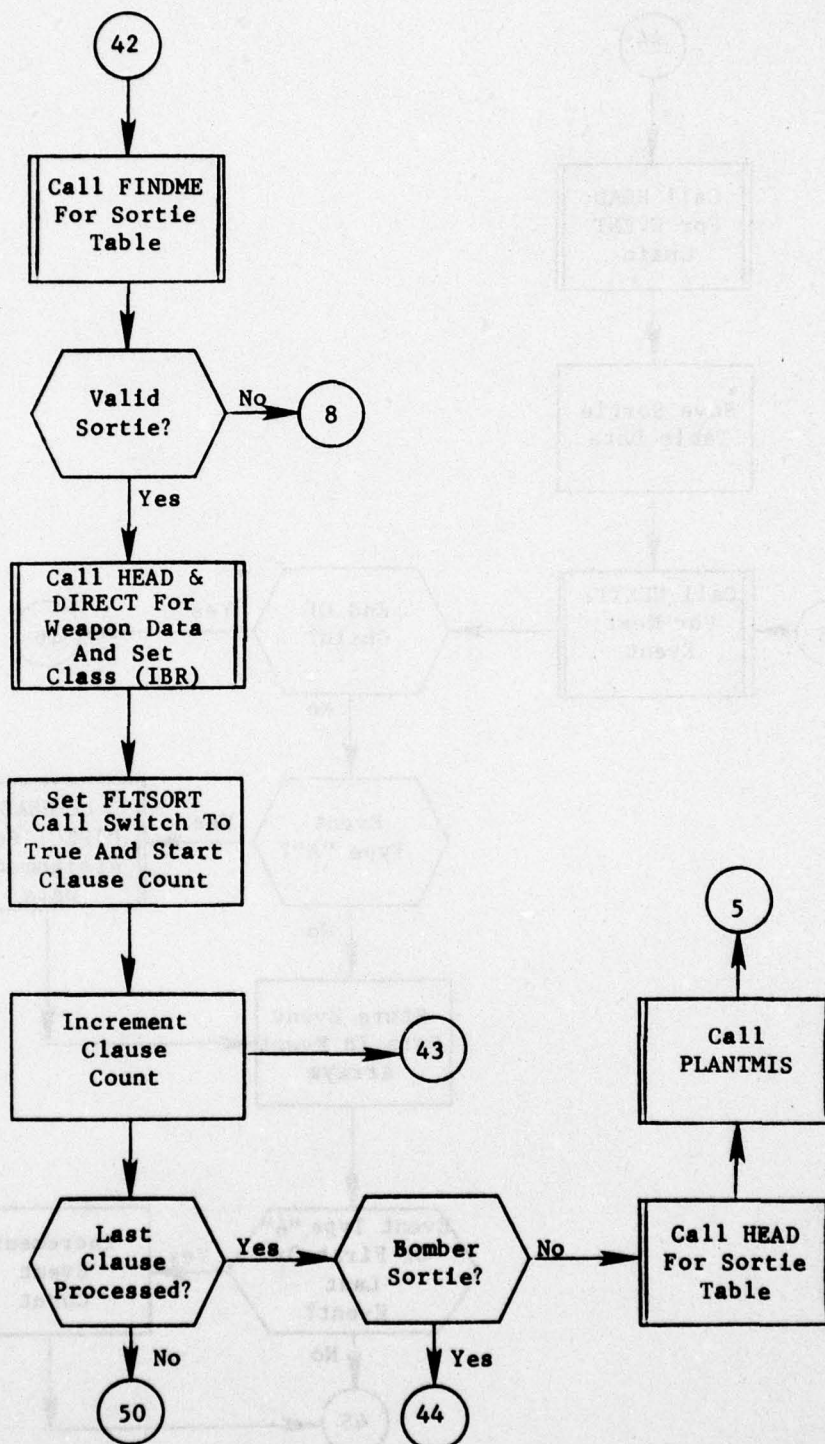 42
Call FINDME
For Sortie
Table
Valid
Sortie?
No
8
Yes
Call HEAD &
DIRECT For
Weapon Data
And Set
Class (IBR)
Set FLTSORT
Call Switch To
True And Start
Clause Count
Increment
Clause
Count
43
5
Call
PLANTMIS
Last
Clause
Processed?
Yes
Bomber
Sortie?
No
Call HEAD
For Sortie
Table
No
50
Yes
44